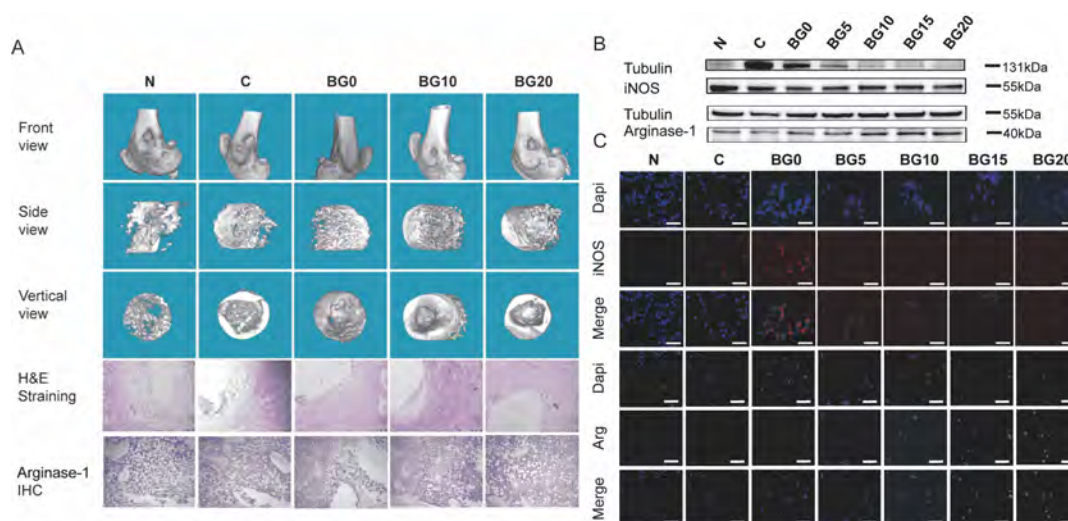 A
N C BG0 BG10 BG20
Front
view
Side
view
Vertical
view
H&E
Straining
Arginase-1
IHC
B
N C BG0 BG5 BG10 BG15 BG20
Tubulin 131kDa
iNOS 55kDa
Tubulin 55kDa
Arginase-1 40kDa
C
N C BG0 BG5 BG10 BG15 BG20
Dapi
iNOS
Merge
Dapi
Arg
Merge